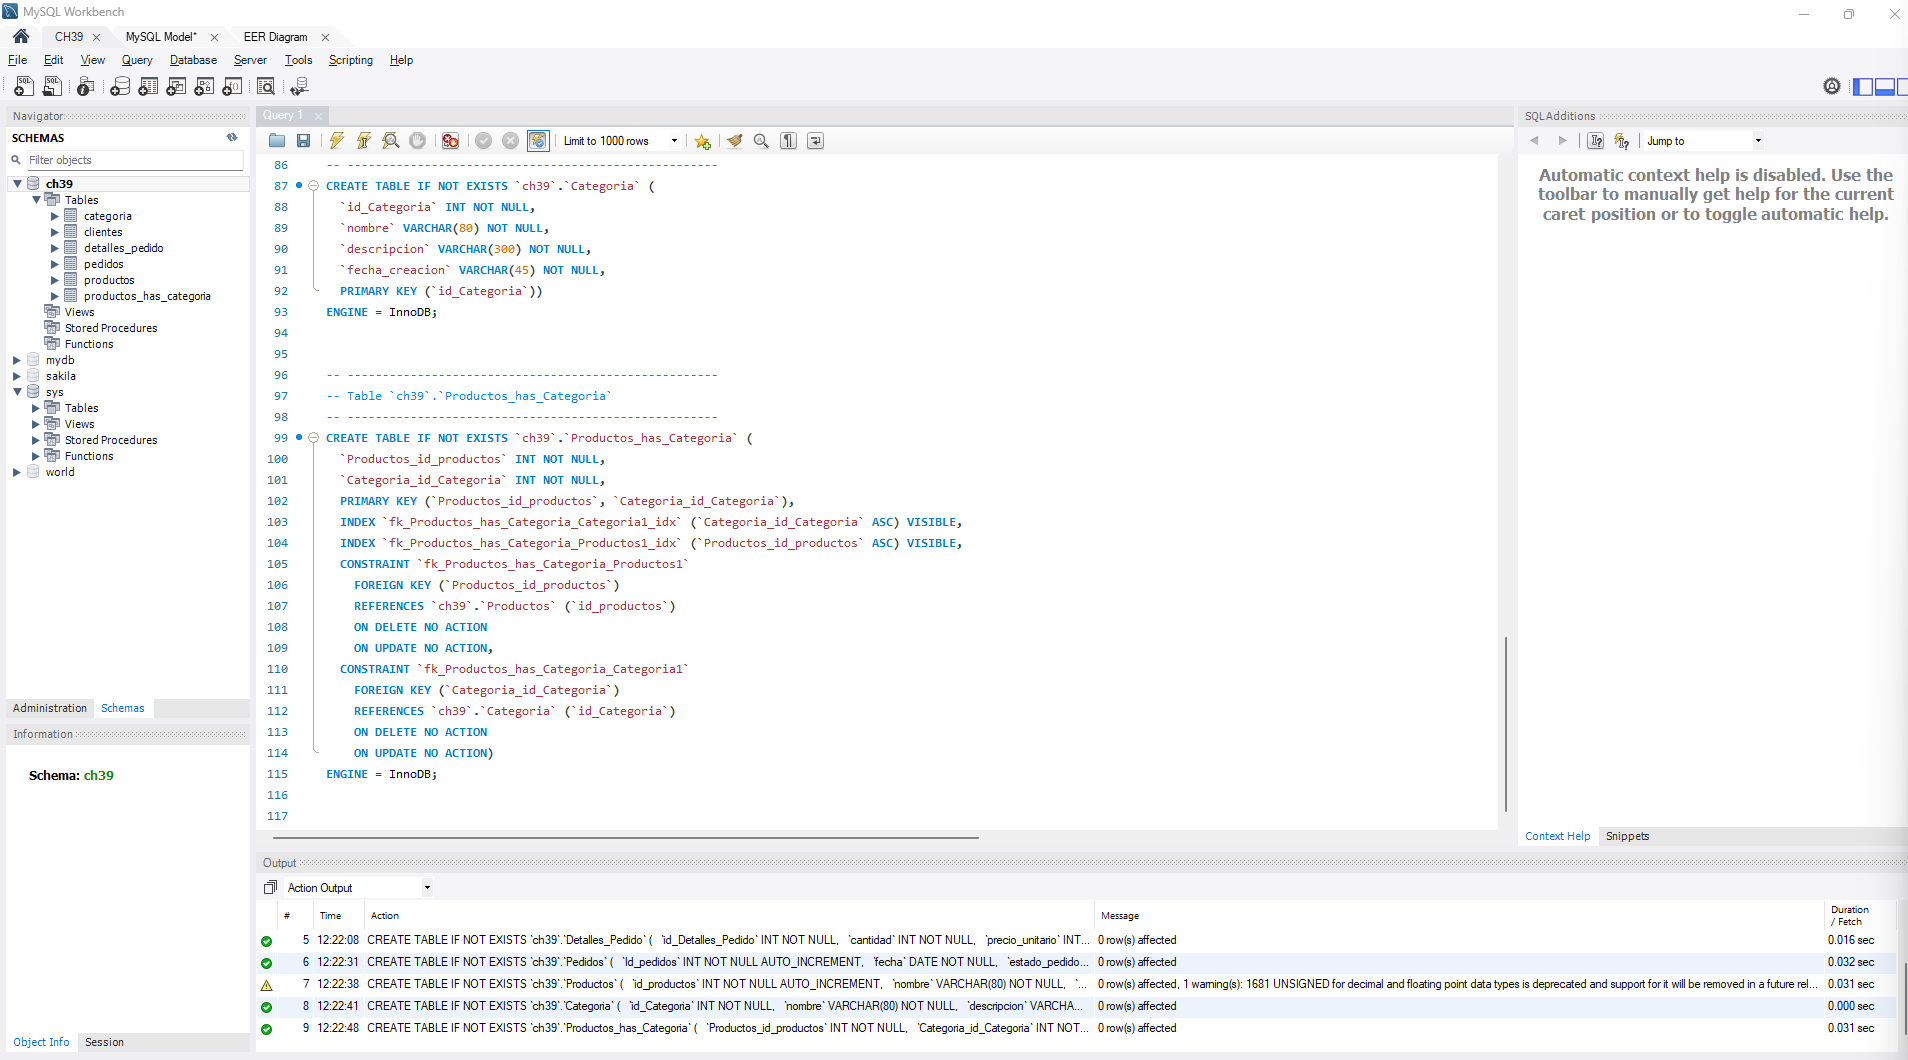 MySQL Workbench
CH39
MySQL Model*
EER Diagram
File Edit View Query Database Server Tools Scripting Help
Navigator
SCHEMAS
Filter objects
ch39
Tables
categoria
clientes
detalles_pedido
pedidos
productos
productos_has_categoria
Views
Stored Procedures
Functions
mydb
sakila
sys
Tables
Views
Stored Procedures
Functions
world
Administration Schemas
Information
Schema: ch39
Object Info Session
Query 1
Limit to 1000 rows
86 -- -----------------------------------------------------
87 CREATE TABLE IF NOT EXISTS `ch39`.`Categoria` (
88 `id_Categoria` INT NOT NULL,
89 `nombre` VARCHAR(80) NOT NULL,
90 `descripcion` VARCHAR(300) NOT NULL,
91 `fecha_creacion` VARCHAR(45) NOT NULL,
92 PRIMARY KEY (`id_Categoria`))
93 ENGINE = InnoDB;
94
95
96 -- -----------------------------------------------------
97 -- Table `ch39`.`Productos_has_Categoria`
98 -- -----------------------------------------------------
99 CREATE TABLE IF NOT EXISTS `ch39`.`Productos_has_Categoria` (
100 `Productos_id_productos` INT NOT NULL,
101 `Categoria_id_Categoria` INT NOT NULL,
102 PRIMARY KEY (`Productos_id_productos`, `Categoria_id_Categoria`),
103 INDEX `fk_Productos_has_Categoria_Categoria1_idx` (`Categoria_id_Categoria` ASC) VISIBLE,
104 INDEX `fk_Productos_has_Categoria_Productos1_idx` (`Productos_id_productos` ASC) VISIBLE,
105 CONSTRAINT `fk_Productos_has_Categoria_Productos1`
106 FOREIGN KEY (`Productos_id_productos`)
107 REFERENCES `ch39`.`Productos` (`id_productos`)
108 ON DELETE NO ACTION
109 ON UPDATE NO ACTION,
110 CONSTRAINT `fk_Productos_has_Categoria_Categoria1`
111 FOREIGN KEY (`Categoria_id_Categoria`)
112 REFERENCES `ch39`.`Categoria` (`id_Categoria`)
113 ON DELETE NO ACTION
114 ON UPDATE NO ACTION)
115 ENGINE = InnoDB;
116
117
SQLAdditions
Jump to
Automatic context help is disabled. Use the
toolbar to manually get help for the current
caret position or to toggle automatic help.
Context Help Snippets
Output
Action Output
# Time Action Message Duration / Fetch
5 12:22:08 CREATE TABLE IF NOT EXISTS `ch39`.`Detalles_Pedido` ( `id_Detalles_Pedido` INT NOT NULL, `cantidad` INT NOT NULL, `precio_unitario` INT... 0 row(s) affected 0.016 sec
6 12:22:31 CREATE TABLE IF NOT EXISTS `ch39`.`Pedidos` ( `Id_pedidos` INT NOT NULL AUTO_INCREMENT, `fecha` DATE NOT NULL, `estado_pedido... 0 row(s) affected 0.032 sec
7 12:22:38 CREATE TABLE IF NOT EXISTS `ch39`.`Productos` ( `id_productos` INT NOT NULL AUTO_INCREMENT, `nombre` VARCHAR(80) NOT NULL, `... 0 row(s) affected, 1 warning(s): 1681 UNSIGNED for decimal and floating point data types is deprecated and support for it will be removed in a future rel... 0.031 sec
8 12:22:41 CREATE TABLE IF NOT EXISTS `ch39`.`Categoria` ( `id_Categoria` INT NOT NULL, `nombre` VARCHAR(80) NOT NULL, `descripcion` VARCHA... 0 row(s) affected 0.000 sec
9 12:22:48 CREATE TABLE IF NOT EXISTS `ch39`.`Productos_has_Categoria` ( `Productos_id_productos` INT NOT NULL, `Categoria_id_Categoria` INT NOT... 0 row(s) affected 0.031 sec